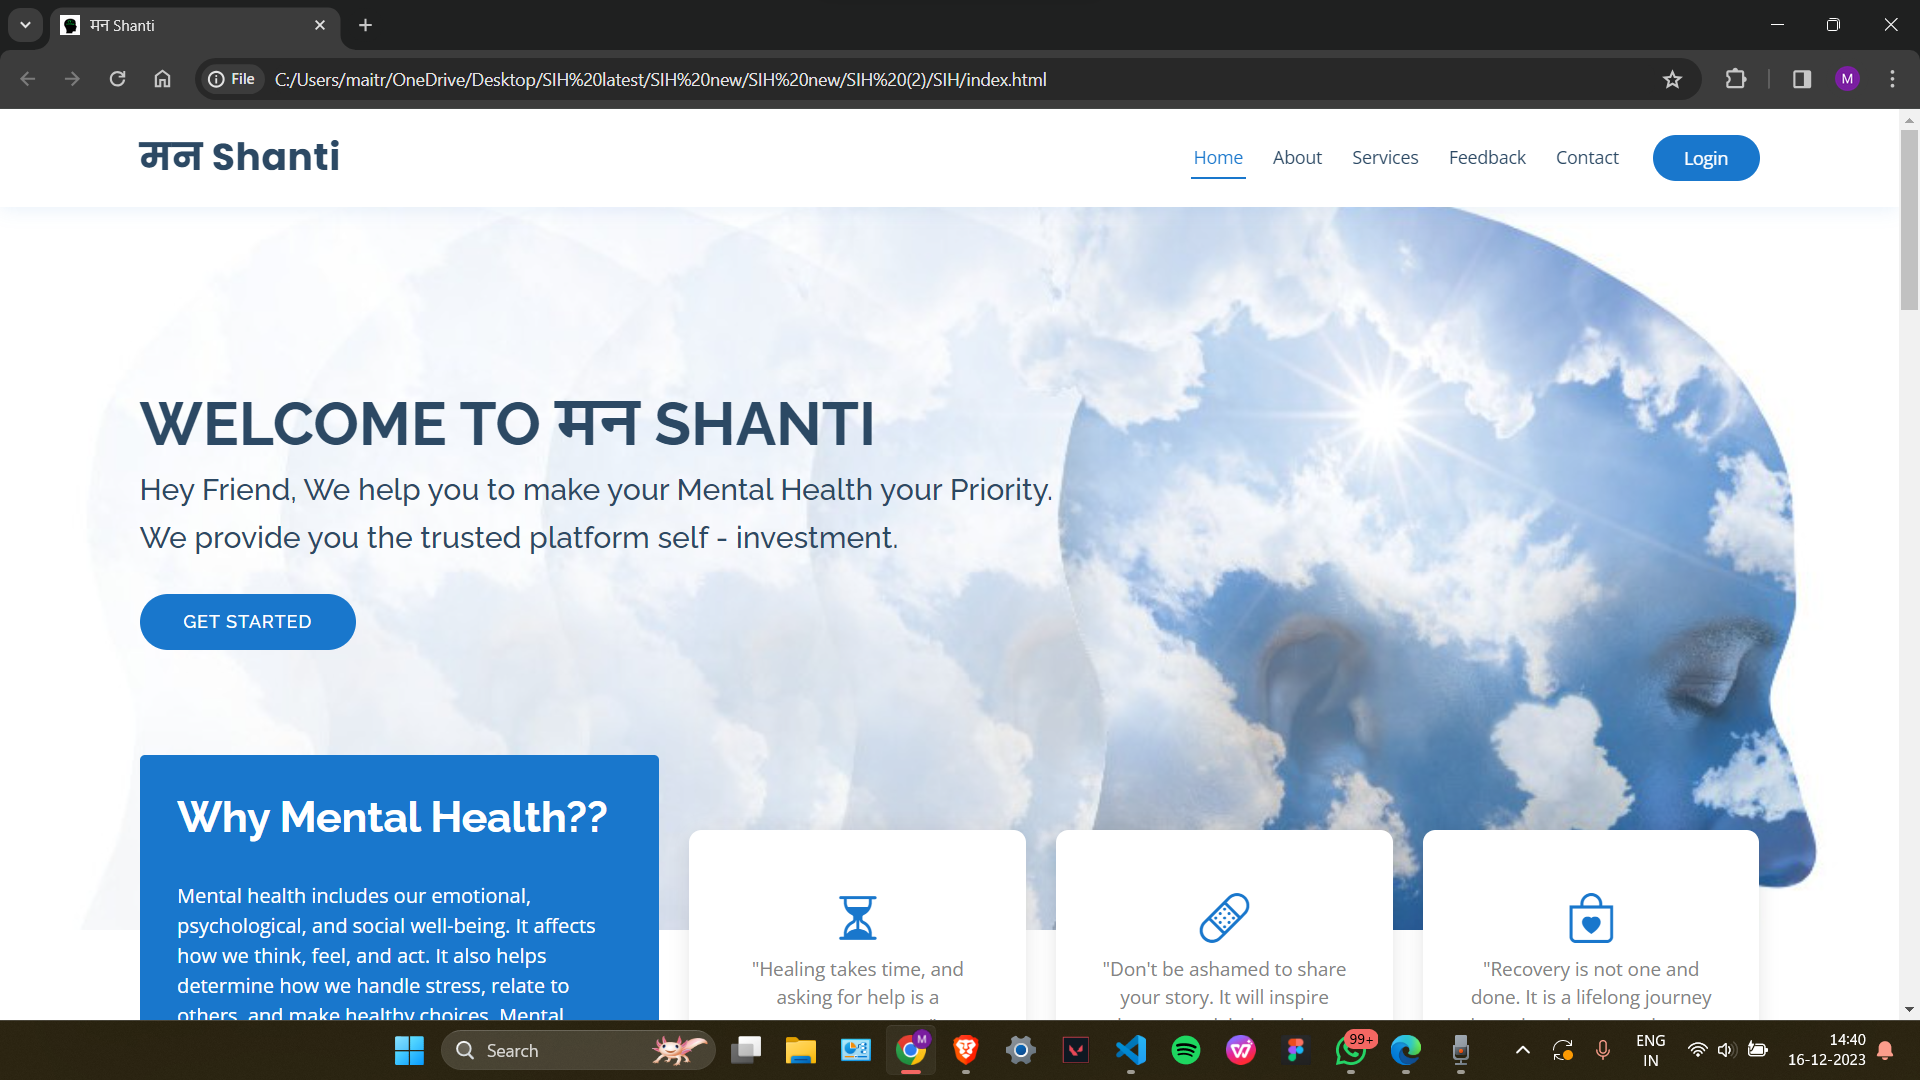 मन Shanti
File C:/Users/maitr/OneDrive/Desktop/SIH%20latest/SIH%20new/SIH%20new/SIH%20(2)/SIH/index.html
M
मन Shanti
Home About Services Feedback Contact Login
WELCOME TO मन SHANTI
Hey Friend, We help you to make your Mental Health your Priority.
We provide you the trusted platform self - investment.
GET STARTED
Why Mental Health??
Mental health includes our emotional,
psychological, and social well-being. It affects
how we think, feel, and act. It also helps
determine how we handle stress, relate to
others, and make healthy choices. Mental
"Healing takes time, and
asking for help is a
"Don't be ashamed to share
your story. It will inspire
"Recovery is not one and
done. It is a lifelong journey
Search
M
99+
ENG
IN
14:40
16-12-2023